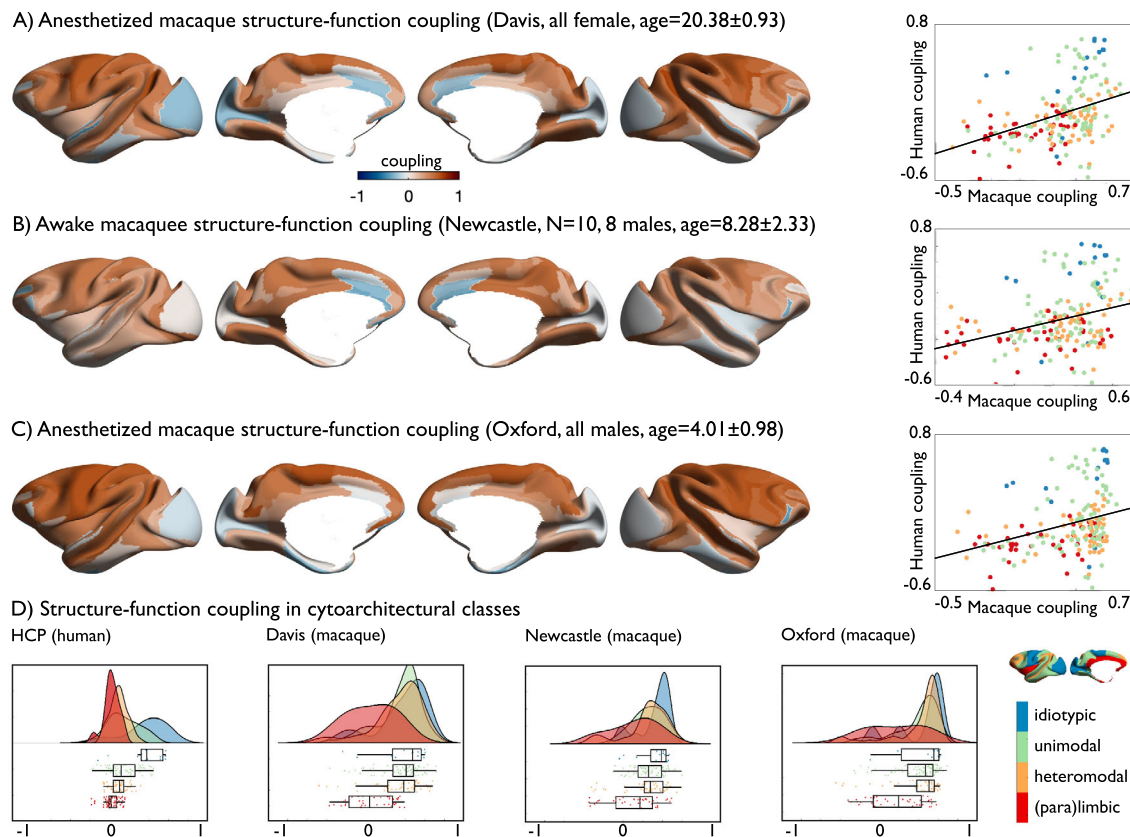 A) Anesthetized macaque structure-function coupling (Davis, all female, age=20.38±0.93)
coupling
-1 0 1
Human coupling
0.8
-0.6
-0.5 0.7
Macaque coupling
B) Awake macaquee structure-function coupling (Newcastle, N=10, 8 males, age=8.28±2.33)
Human coupling
0.8
-0.6
-0.4 0.6
Macaque coupling
C) Anesthetized macaque structure-function coupling (Oxford, all males, age=4.01±0.98)
Human coupling
0.8
-0.6
-0.5 0.7
Macaque coupling
D) Structure-function coupling in cytoarchitectural classes
HCP (human)
-1 0 1
Davis (macaque)
-1 0 1
Newcastle (macaque)
-1 0 1
Oxford (macaque)
-1 0 1
idiotypic
unimodal
heteromodal
(para)limbic